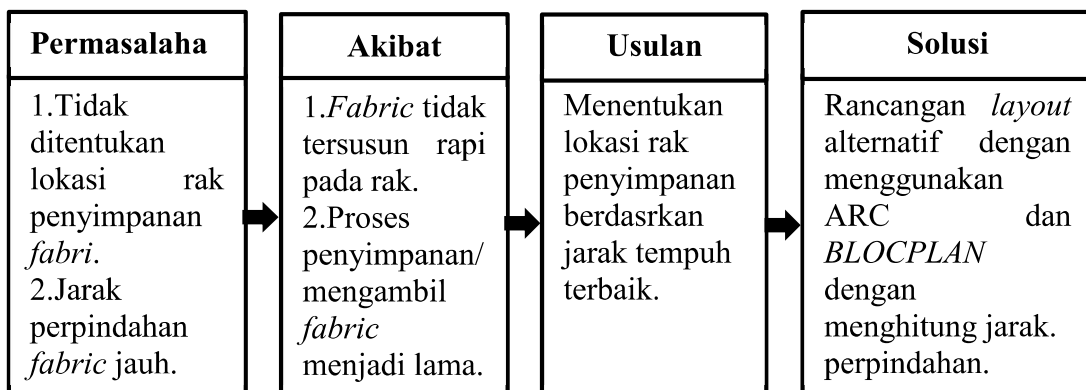 Permasalaha
1.Tidak
ditentukan
lokasi rak
penyimpanan
fabri.
2.Jarak
perpindahan
fabric jauh.
Akibat
1.Fabric tidak
tersusun rapi
pada rak.
2.Proses
penyimpanan/
mengambil
fabric
menjadi lama.
Usulan
Menentukan
lokasi rak
penyimpanan
berdasrkan
jarak tempuh
terbaik.
Solusi
Rancangan layout
alternatif dengan
menggunakan
ARC dan
BLOCPLAN
dengan
menghitung jarak.
perpindahan.